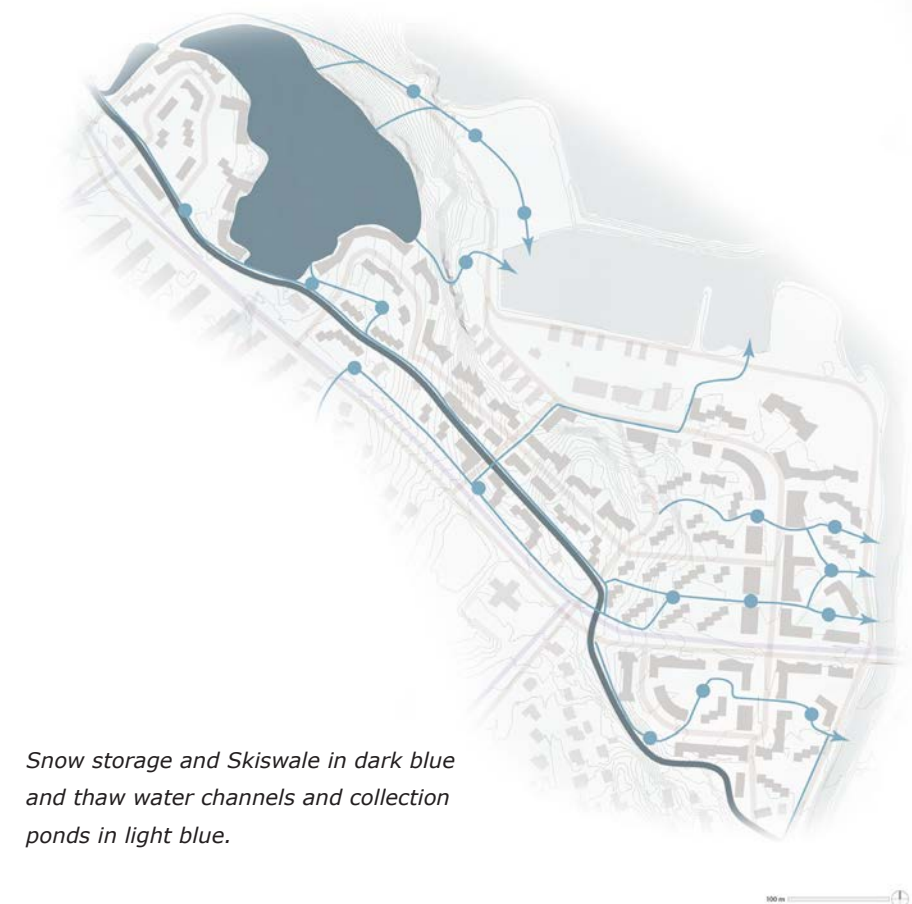 Snow storage and Skiswale in dark blue
and thaw water channels and collection
ponds in light blue.
100 m